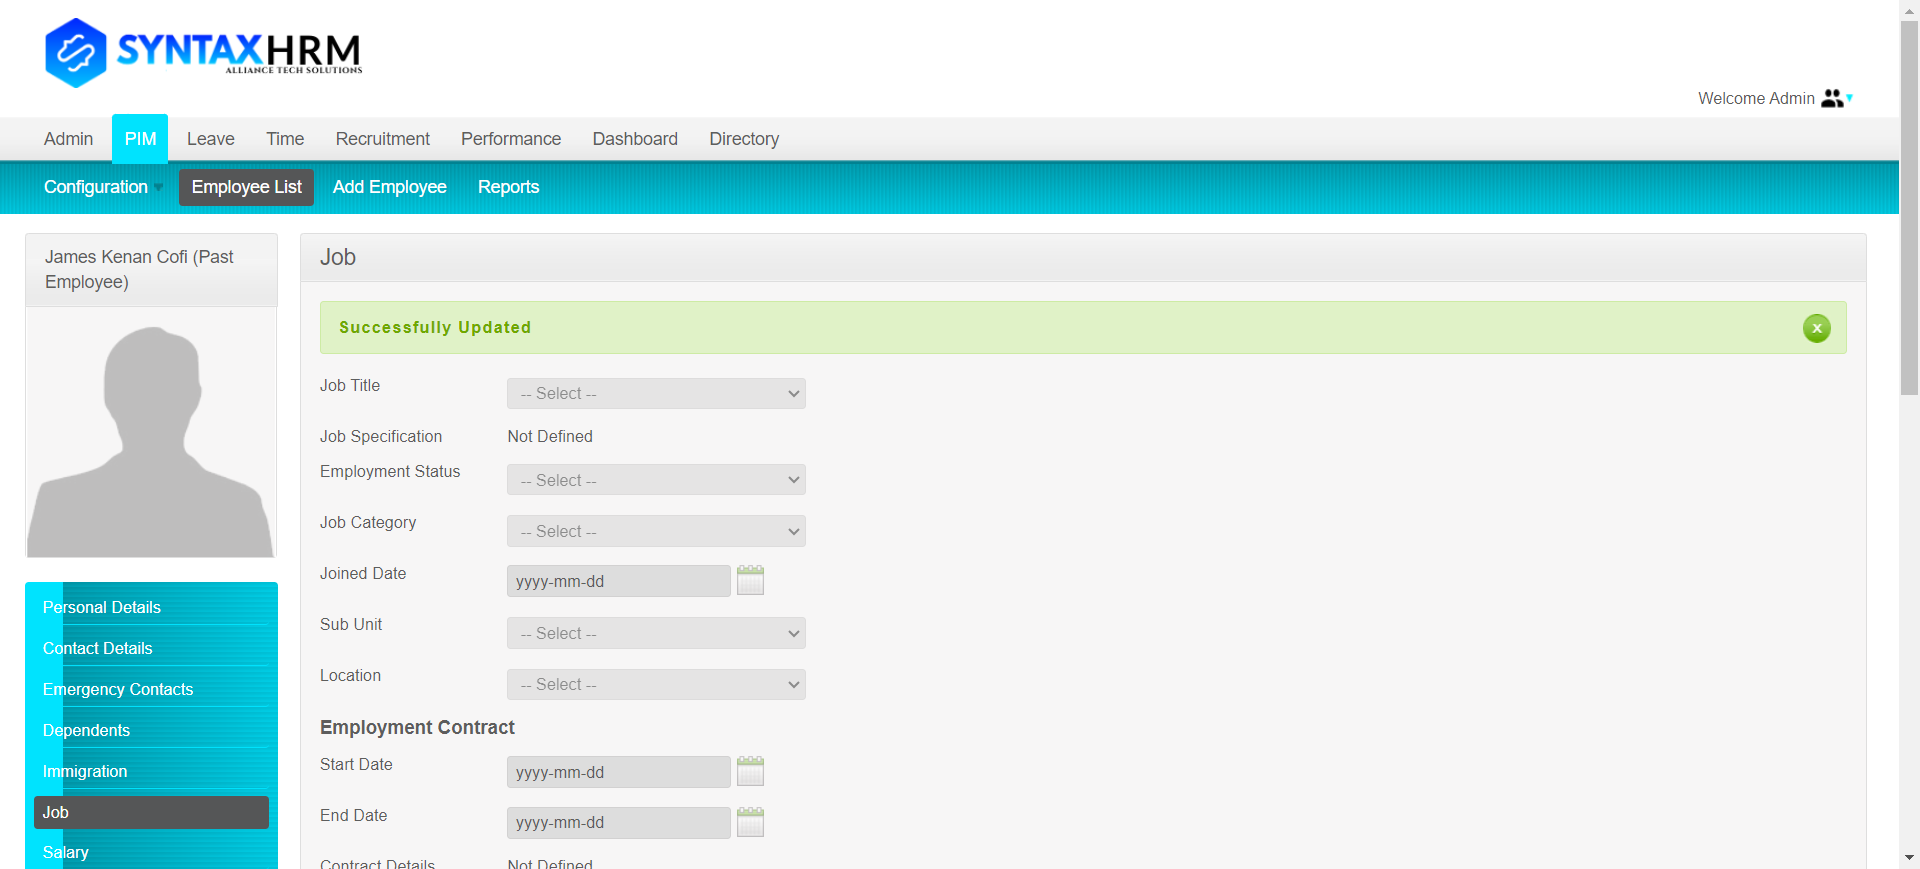 SYNTAXHRM
ALLIANCE TECH SOLUTIONS
Welcome Admin
Admin PIM Leave Time Recruitment Performance Dashboard Directory
Configuration Employee List Add Employee Reports
James Kenan Cofi (Past
Employee)
Personal Details
Contact Details
Emergency Contacts
Dependents
Immigration
Job
Salary
Job
Successfully Updated x
Job Title -- Select --
Job Specification Not Defined
Employment Status -- Select --
Job Category -- Select --
Joined Date yyyy-mm-dd
Sub Unit -- Select --
Location -- Select --
Employment Contract
Start Date yyyy-mm-dd
End Date yyyy-mm-dd
Contract Details Not Defined